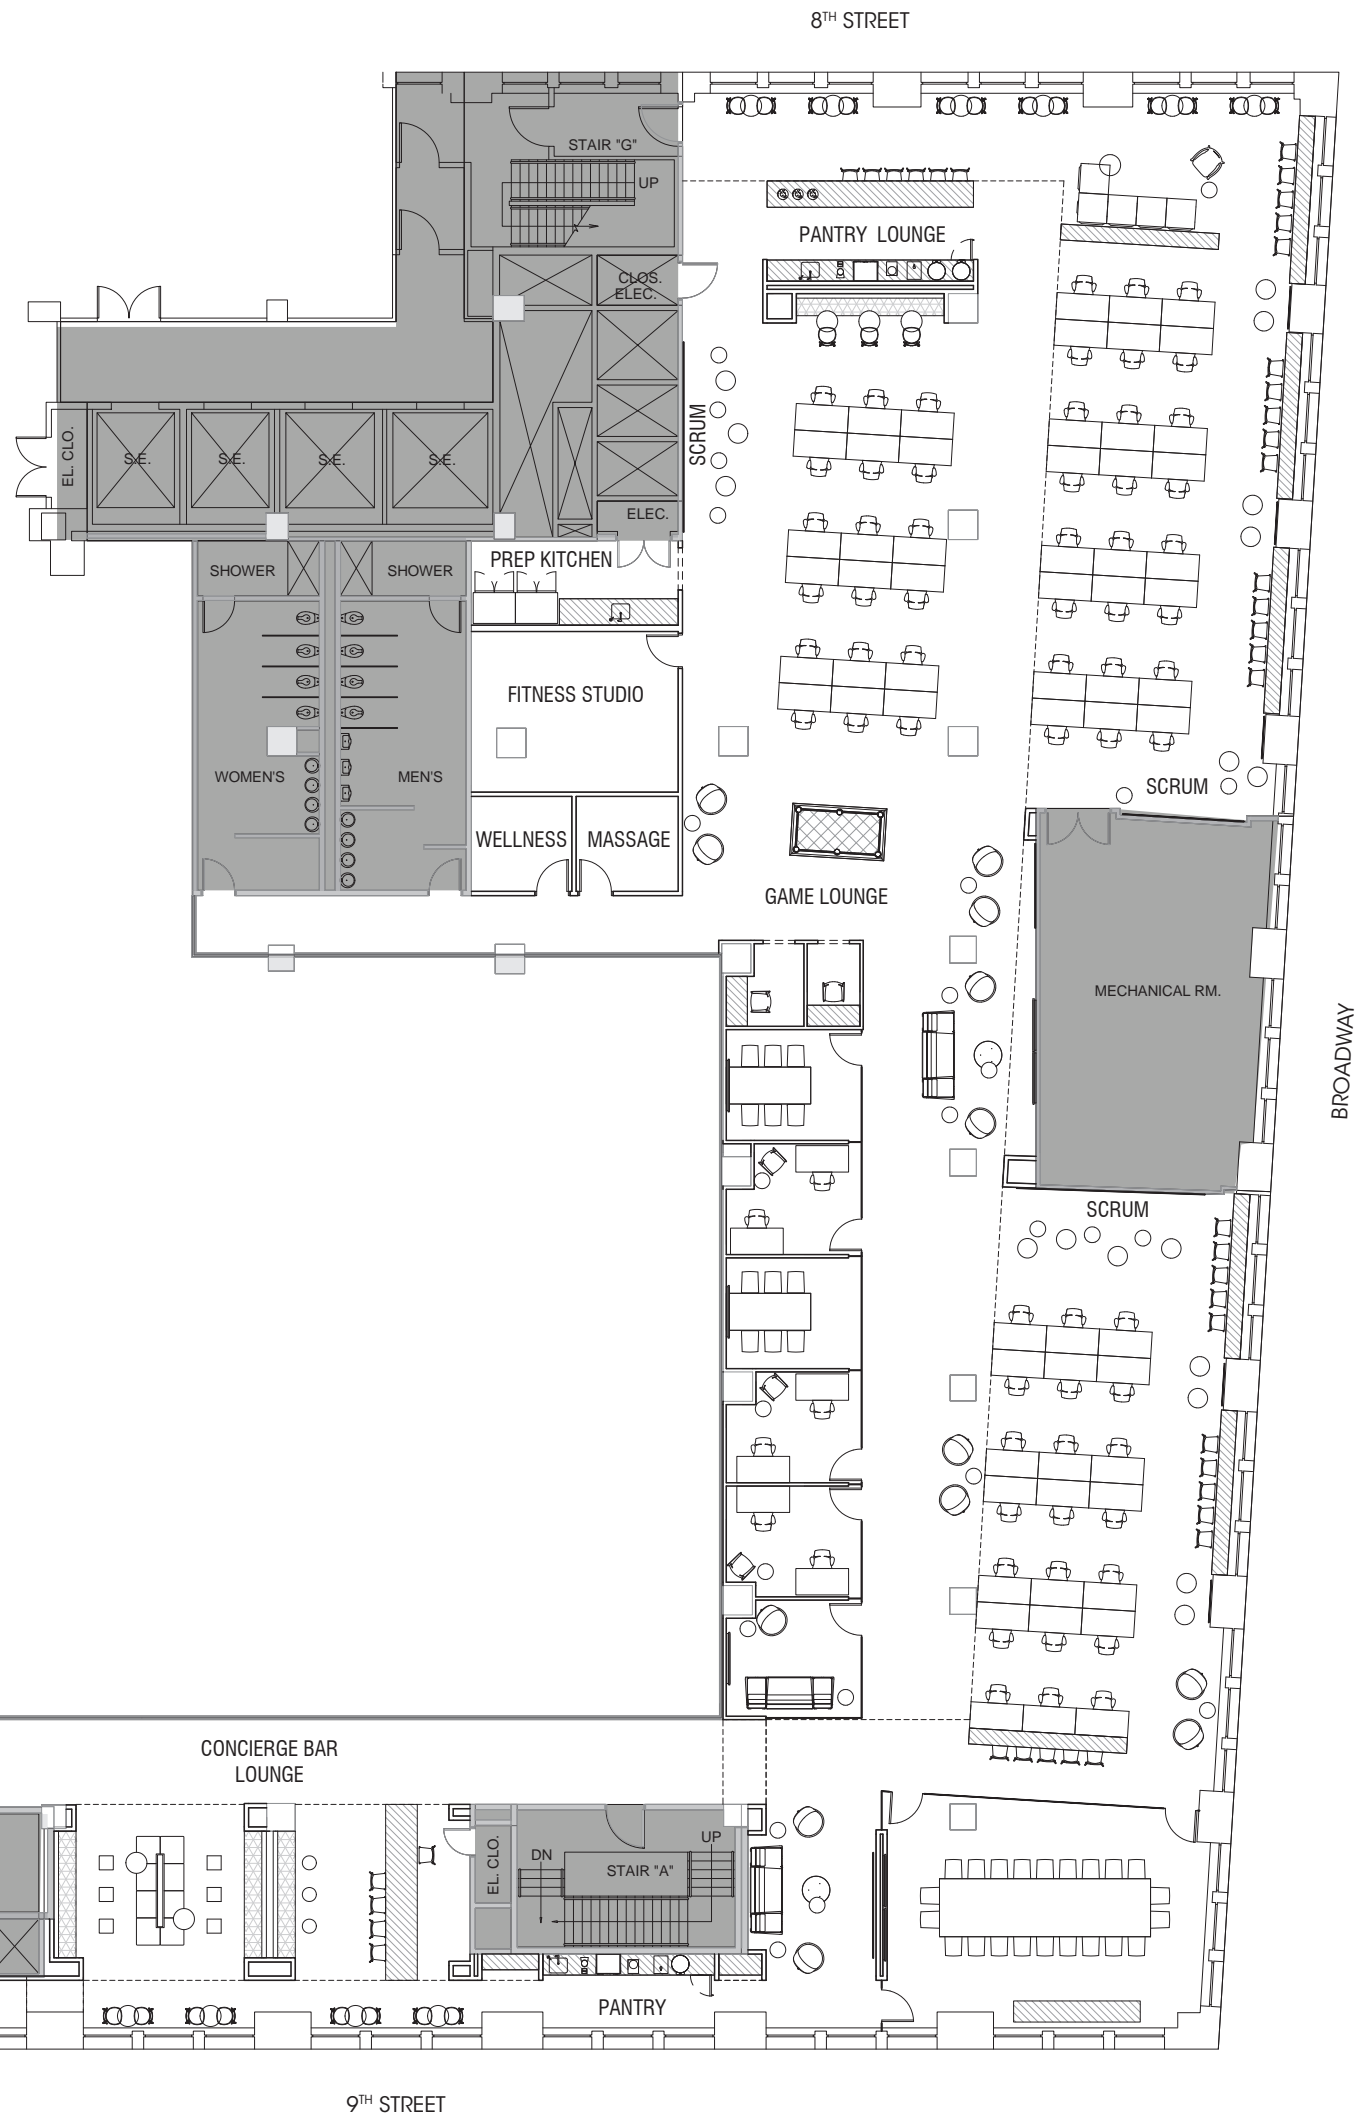 8TH STREET
STAIR "G"
UP
PANTRY LOUNGE
CLOS.
ELEC.
SCRUM
EL. CLO.
S.E.
S.E.
S.E.
S.E.
ELEC.
PREP KITCHEN
SHOWER
SHOWER
FITNESS STUDIO
WOMEN'S
MEN'S
SCRUM
WELLNESS
MASSAGE
GAME LOUNGE
MECHANICAL RM.
BROADWAY
SCRUM
CONCIERGE BAR
LOUNGE
EL. CLO.
DN
UP
STAIR "A"
PANTRY
9TH STREET